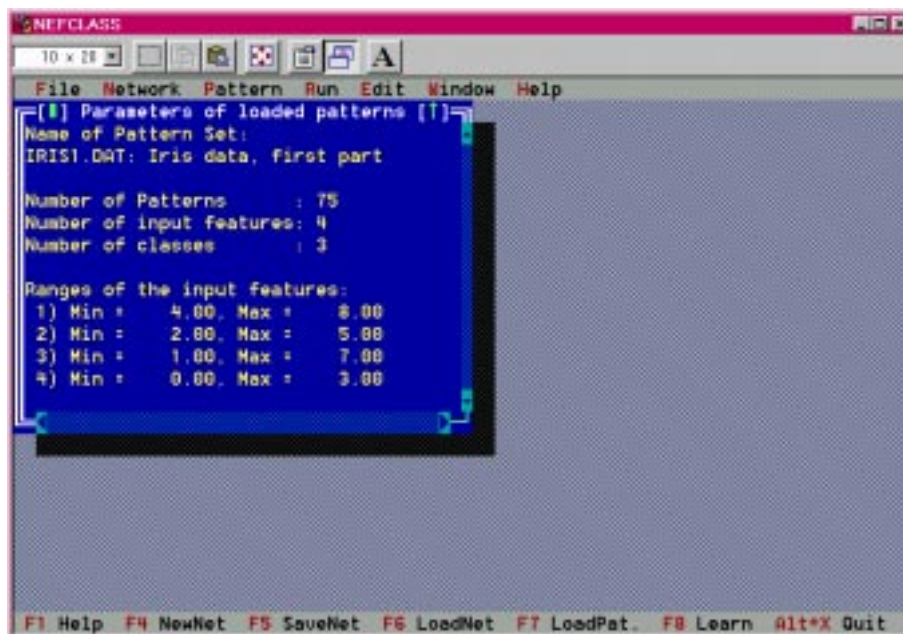 NEFCLASS
10 x 20
A
File Network Pattern Run Edit Window Help
Parameters of loaded patterns
Name of Pattern Set:
IRIS1.DAT: Iris data, first part
Number of Patterns : 75
Number of input features: 4
Number of classes : 3
Ranges of the input features:
1) Min = 4.00, Max = 8.00
2) Min = 2.00, Max = 5.00
3) Min = 1.00, Max = 7.00
4) Min = 0.00, Max = 3.00
F1 Help F4 NewNet F5 SaveNet F6 LoadNet F7 LoadPat. F8 Learn Alt+X Quit